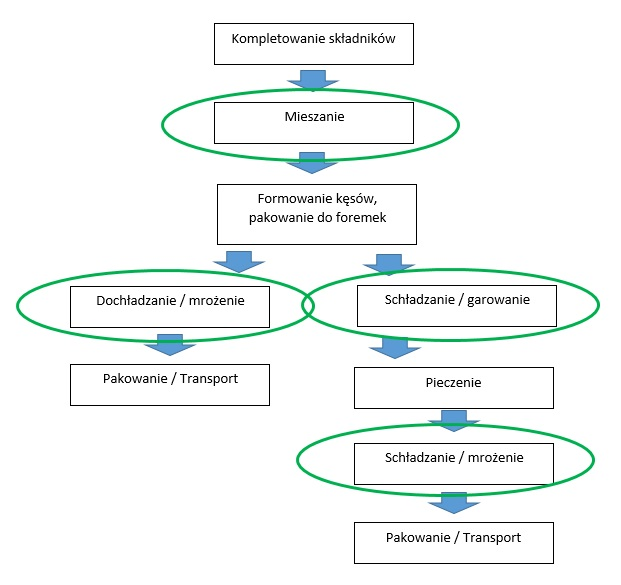 Kompletowanie składników
Mieszanie
Formowanie kęsów,
pakowanie do foremek
Dochładzanie / mrożenie
Schładzanie / garowanie
Pakowanie / Transport
Pieczenie
Schładzanie / mrożenie
Pakowanie / Transport